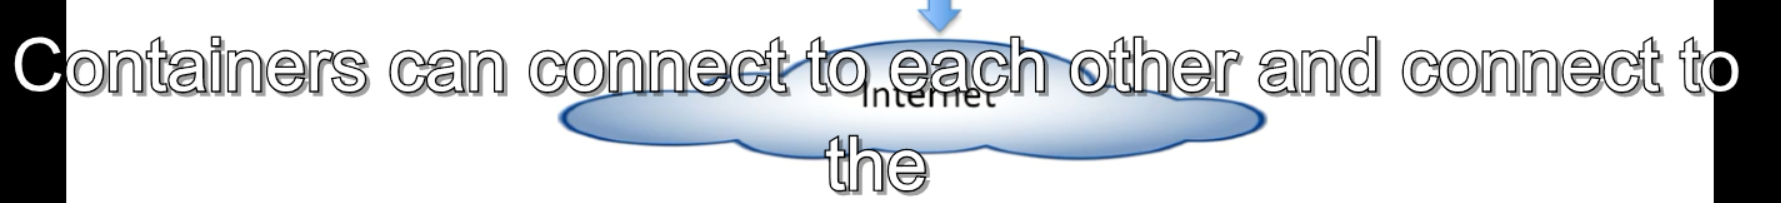 Containers can connect to each other and connect to
Internet
the